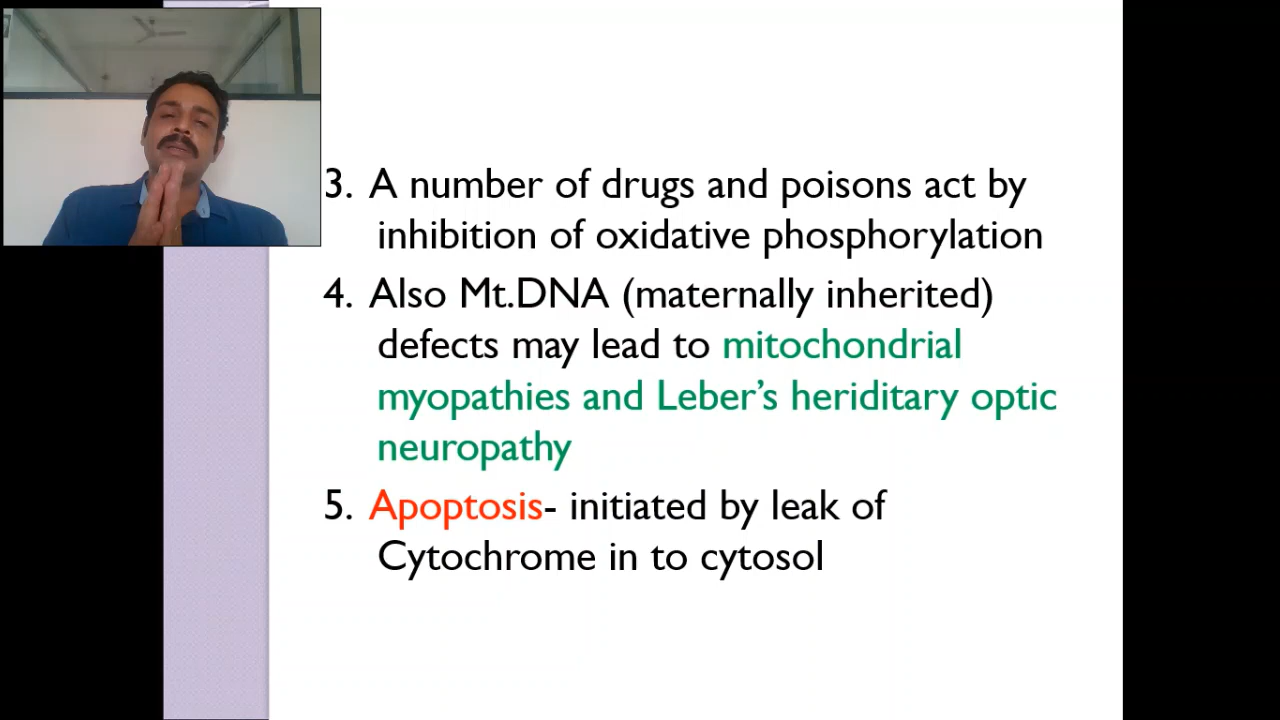 3. A number of drugs and poisons act by
inhibition of oxidative phosphorylation
4. Also Mt.DNA (maternally inherited)
defects may lead to mitochondrial
myopathies and Leber’s heriditary optic
neuropathy
5. Apoptosis- initiated by leak of
Cytochrome in to cytosol